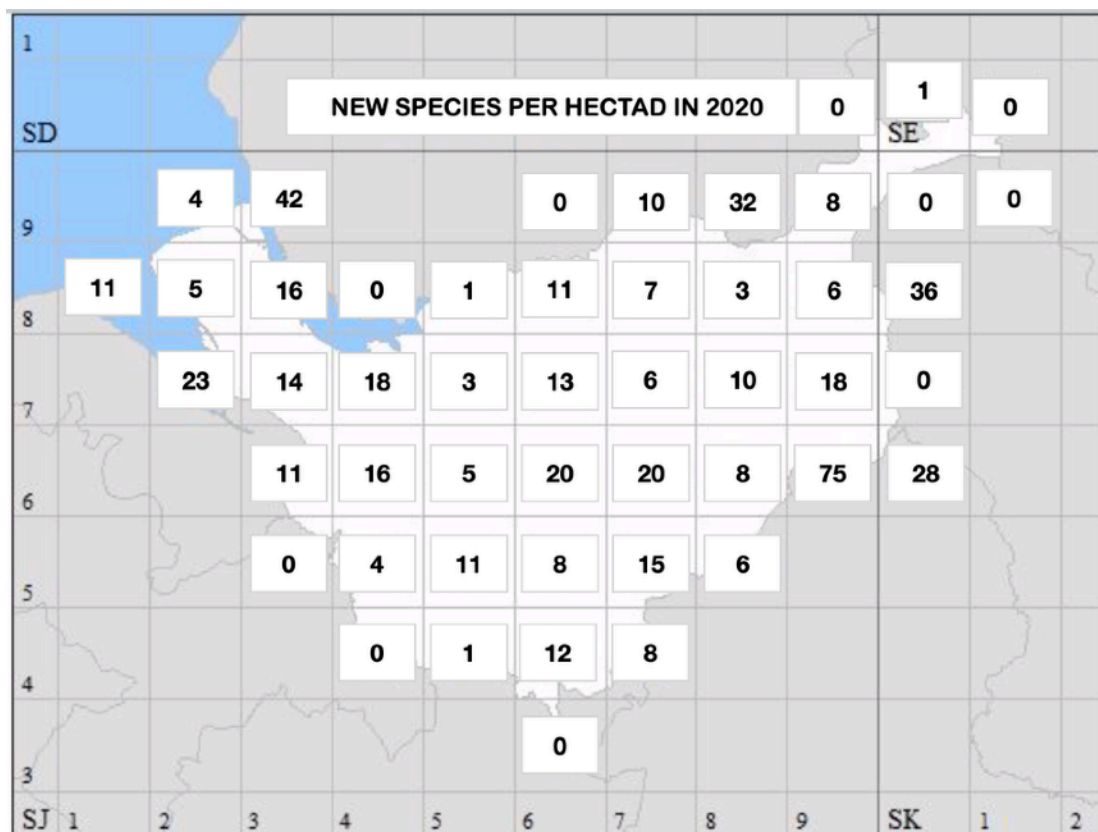 1
NEW SPECIES PER HECTAD IN 2020 0 1 0
SD SE
4 42 0 10 32 8 0 0
9
11 5 16 0 1 11 7 3 6 36
8
23 14 18 3 13 6 10 18 0
7
11 16 5 20 20 8 75 28
6
0 4 11 8 15 6
5
0 1 12 8
4
0
3
SJ 1 2 3 4 5 6 7 8 9 SK 1 2